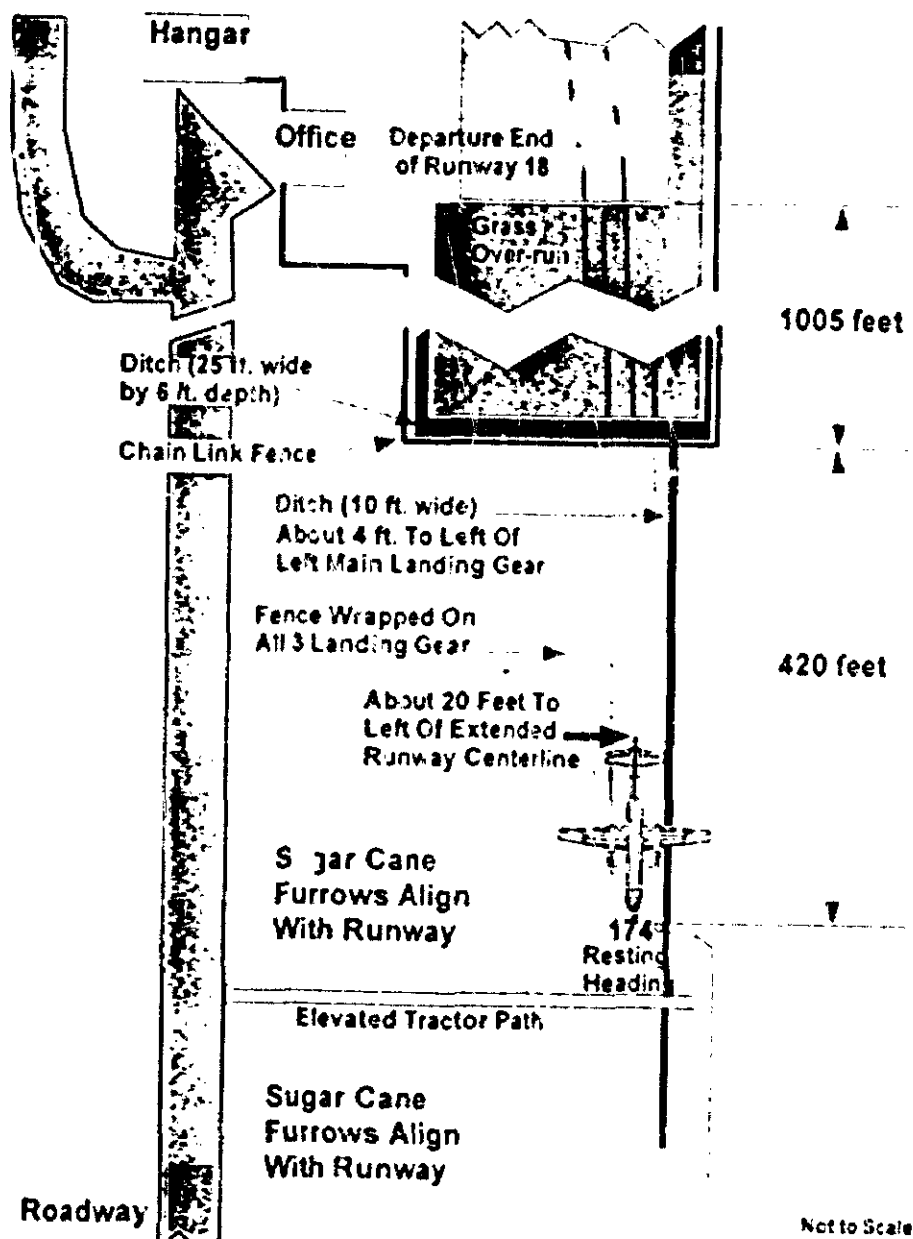 Hangar
Office
Departure End
of Runway 18
Grass
Over-run
1005 feet
Ditch (25 ft. wide
by 6 ft. depth)
Chain Link Fence
Ditch (10 ft. wide)
About 4 ft. To Left Of
Left Main Landing Gear
Fence Wrapped On
All 3 Landing Gear
420 feet
About 20 Feet To
Left Of Extended
Runway Centerline
Sugar Cane
Furrows Align
With Runway
174°
Resting
Heading
Elevated Tractor Path
Sugar Cane
Furrows Align
With Runway
Roadway
Not to Scale